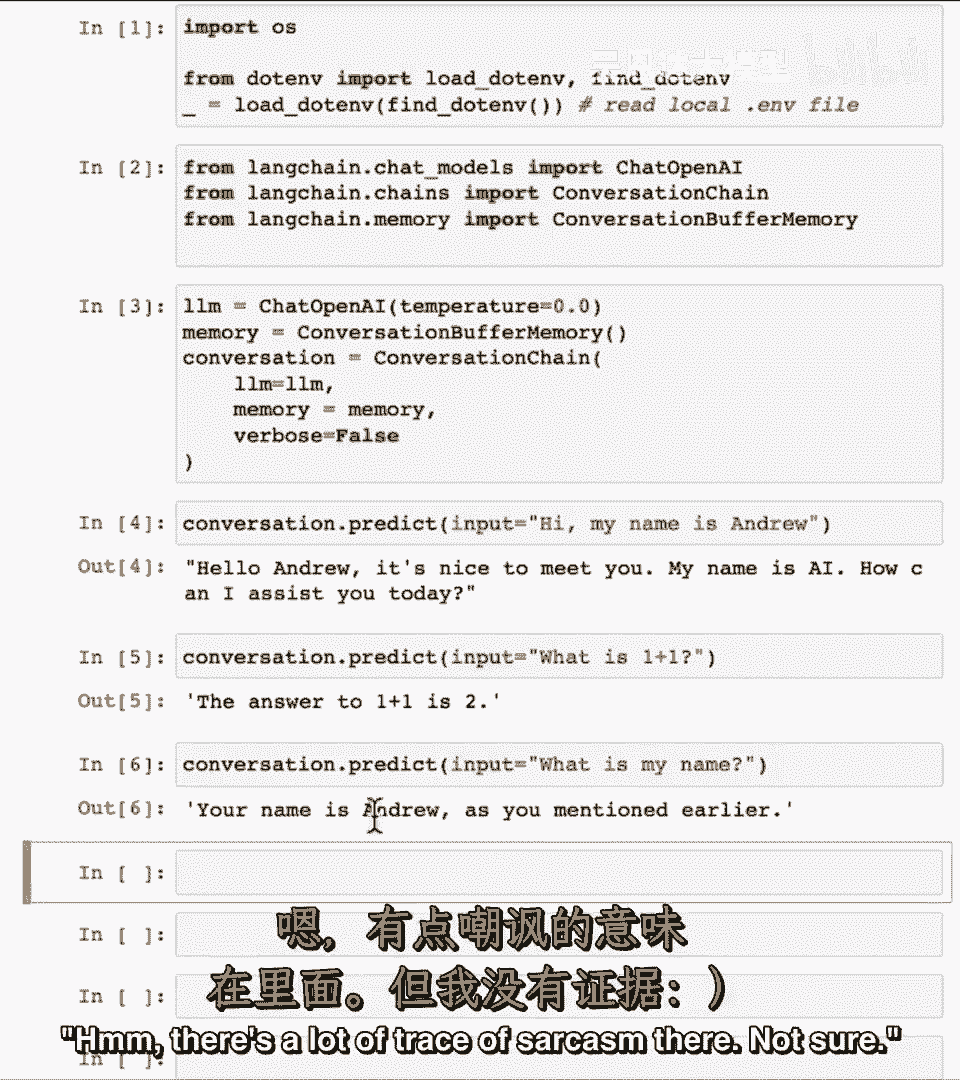 In [1]:
import os
from dotenv import load_dotenv, find_dotenv
_ = load_dotenv(find_dotenv()) # read local .env file
In [2]:
from langchain.chat_models import ChatOpenAI
from langchain.chains import ConversationChain
from langchain.memory import ConversationBufferMemory
In [3]:
llm = ChatOpenAI(temperature=0.0)
memory = ConversationBufferMemory()
conversation = ConversationChain(
    llm=llm,
    memory = memory,
    verbose=False
)
In [4]:
conversation.predict(input="Hi, my name is Andrew")
Out[4]:
"Hello Andrew, it's nice to meet you. My name is AI. How c
an I assist you today?"
In [5]:
conversation.predict(input="What is 1+1?")
Out[5]:
'The answer to 1+1 is 2.'
In [6]:
conversation.predict(input="What is my name?")
Out[6]:
'Your name is Andrew, as you mentioned earlier.'
In [ ]:
In [ ]:
In [ ]:
In [ ]:
嗯，有点嘲讽的意味
在里面。但我没有证据：）
"Hmm, there's a lot of trace of sarcasm there. Not sure."